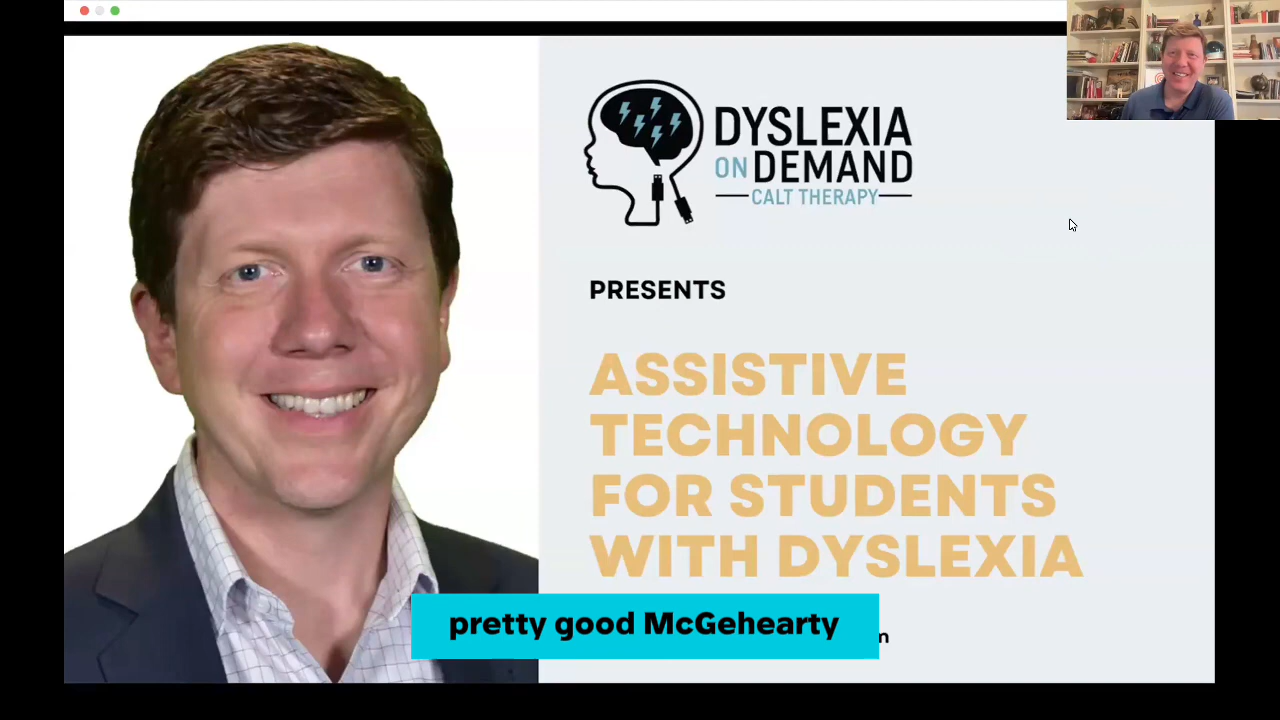 DYSLEXIA
ON DEMAND
CALT THERAPY
PRESENTS
ASSISTIVE
TECHNOLOGY
FOR STUDENTS
WITH DYSLEXIA
pretty good McGehearty